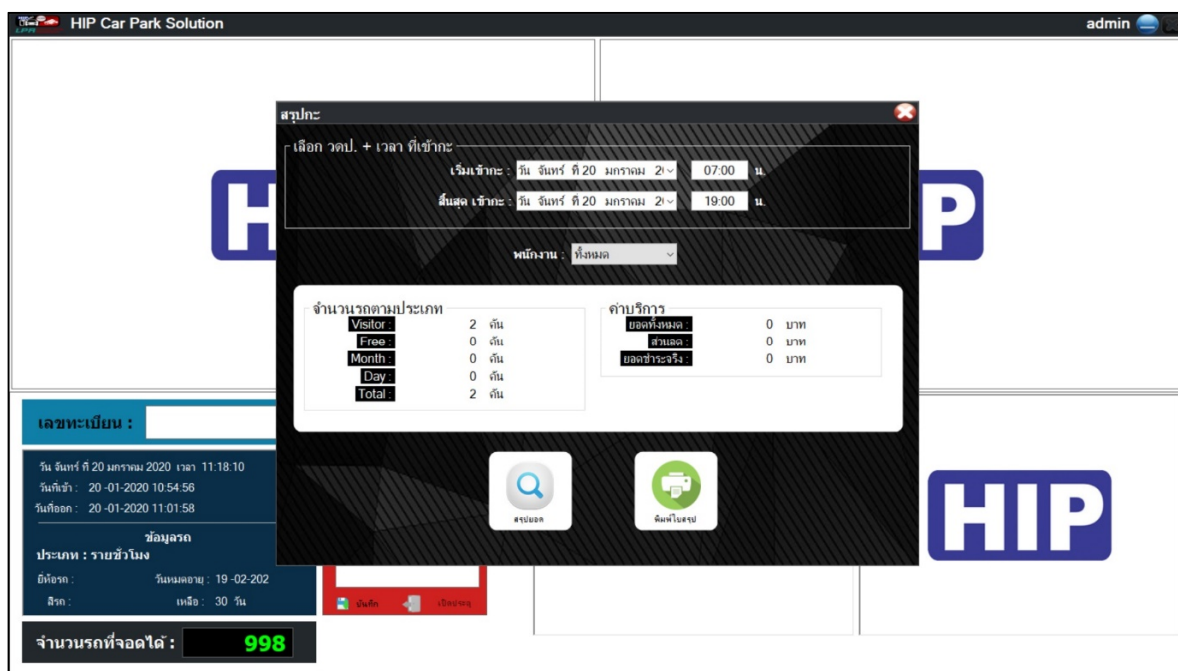 HIP Car Park Solution
admin
สรุปกะ
เลือก วดป. + เวลา ที่เข้ากะ
เริ่มเข้ากะ : วัน จันทร์ ที่ 20 มกราคม 07:00 น.
สิ้นสุด เข้ากะ : วัน จันทร์ ที่ 20 มกราคม 19:00 น.
พนักงาน : ทั้งหมด
จำนวนรถตามประเภท
Visitor : 2 คัน
Free : 0 คัน
Month : 0 คัน
Day : 0 คัน
Total : 2 คัน
ค่าบริการ
ยอดทั้งหมด : 0 บาท
ส่วนลด : 0 บาท
ยอดชำระจริง : 0 บาท
สรุปยอด
พิมพ์ใบสรุป
เลขทะเบียน :
วัน จันทร์ ที่ 20 มกราคม 2020 เวลา 11:18:10
วันที่เข้า : 20 -01-2020 10:54:56
วันที่ออก : 20 -01-2020 11:01:58
ข้อมูลรถ
ประเภท : รายชั่วโมง
ยี่ห้อรถ : วันหมดอายุ : 19 -02-202
สีรถ : เหลือ : 30 วัน
บันทึก
เปิดประตู
จำนวนรถที่จอดได้ : 998
HIP